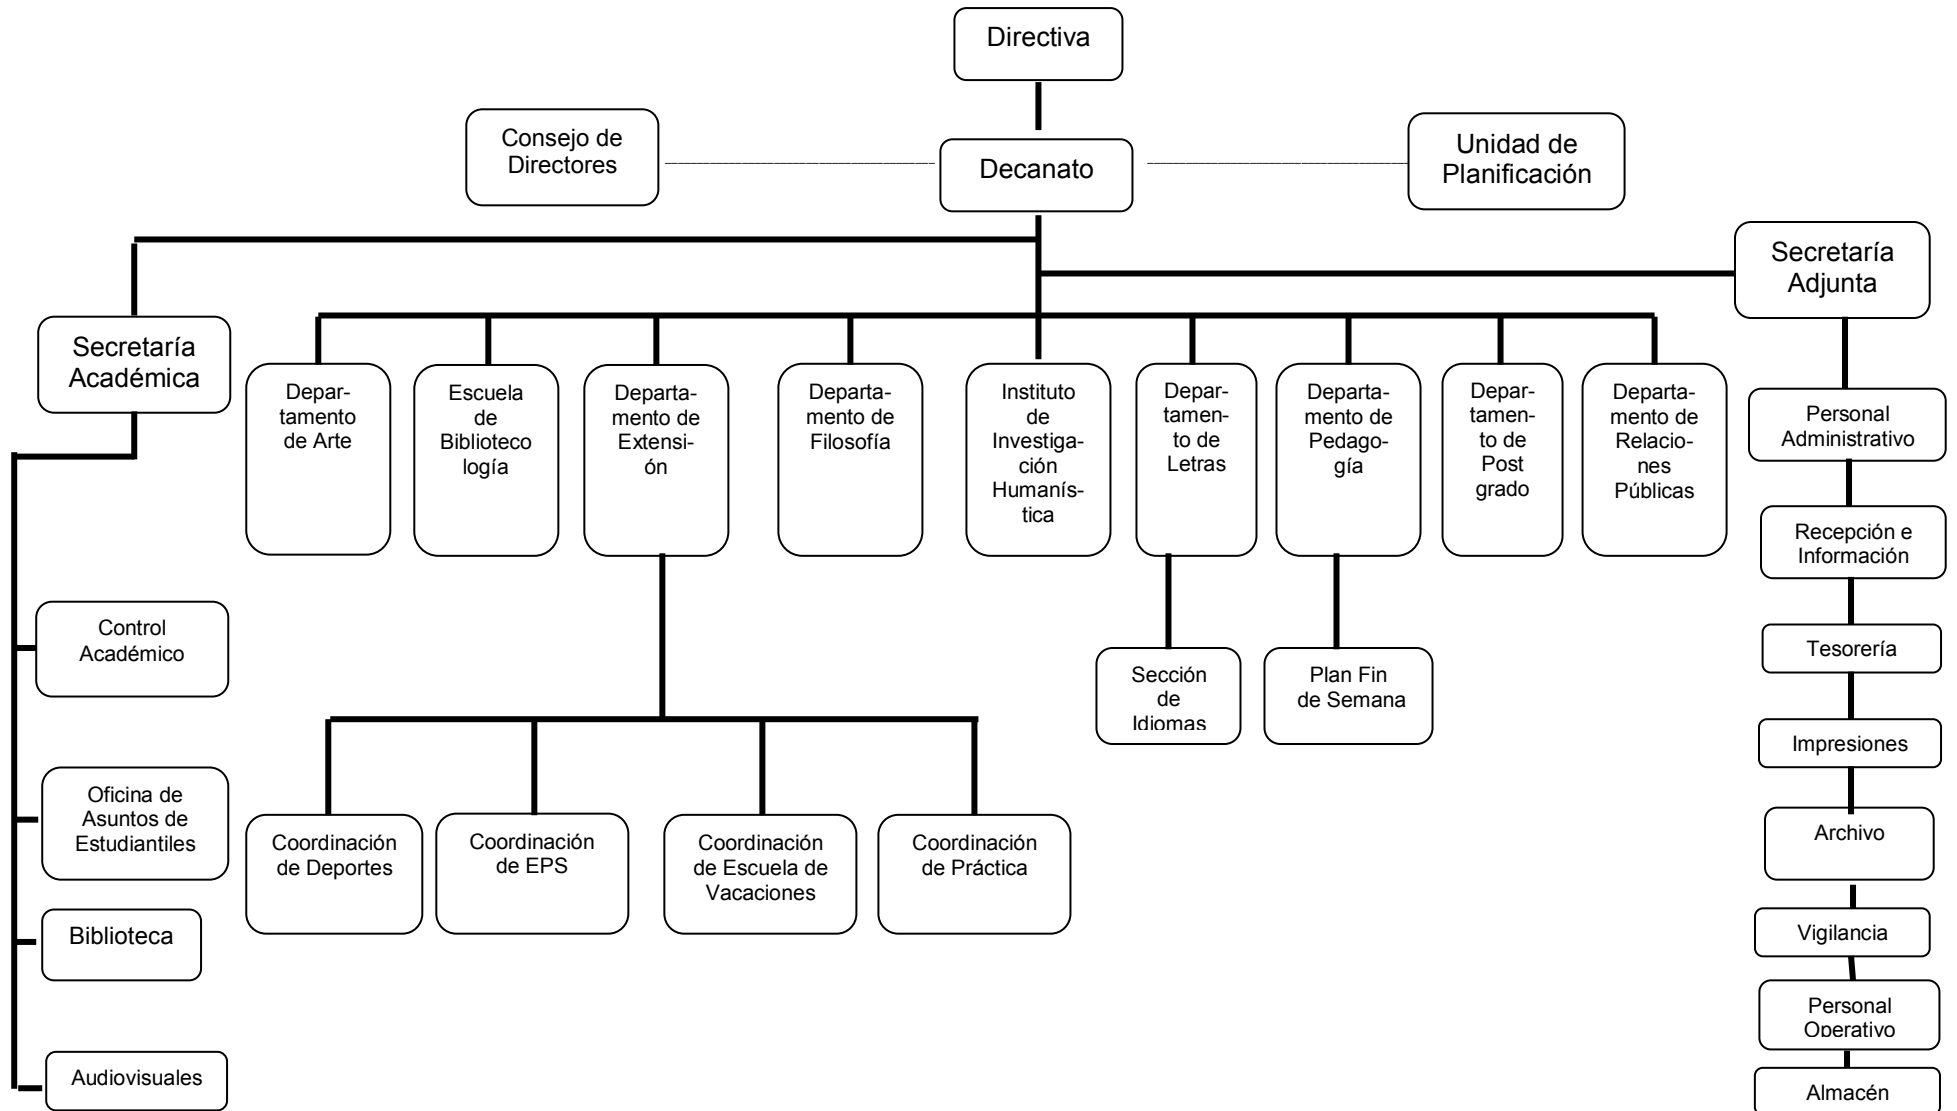 Directiva
Consejo de
Directores
Decanato
Unidad de
Planificación
Secretaría
Adjunta
Secretaría
Académica
Depar-
tamento
de Arte
Escuela
de
Biblioteco
logía
Departa-
mento de
Extensi-
ón
Departa-
mento de
Filosofía
Instituto
de
Investiga-
ción
Humanís-
tica
Depar-
tamen-
to de
Letras
Departa-
mento de
Pedago-
gía
Depar-
tamen-
to de
Post
grado
Departa-
mento de
Relacio-
nes
Públicas
Personal
Administrativo
Recepción e
Información
Tesorería
Impresiones
Archivo
Vigilancia
Personal
Operativo
Almacén
Control
Académico
Oficina de
Asuntos de
Estudiantiles
Biblioteca
Audiovisuales
Sección
de
Idiomas
Plan Fin
de Semana
Coordinación
de Deportes
Coordinación
de EPS
Coordinación
de Escuela de
Vacaciones
Coordinación
de Práctica